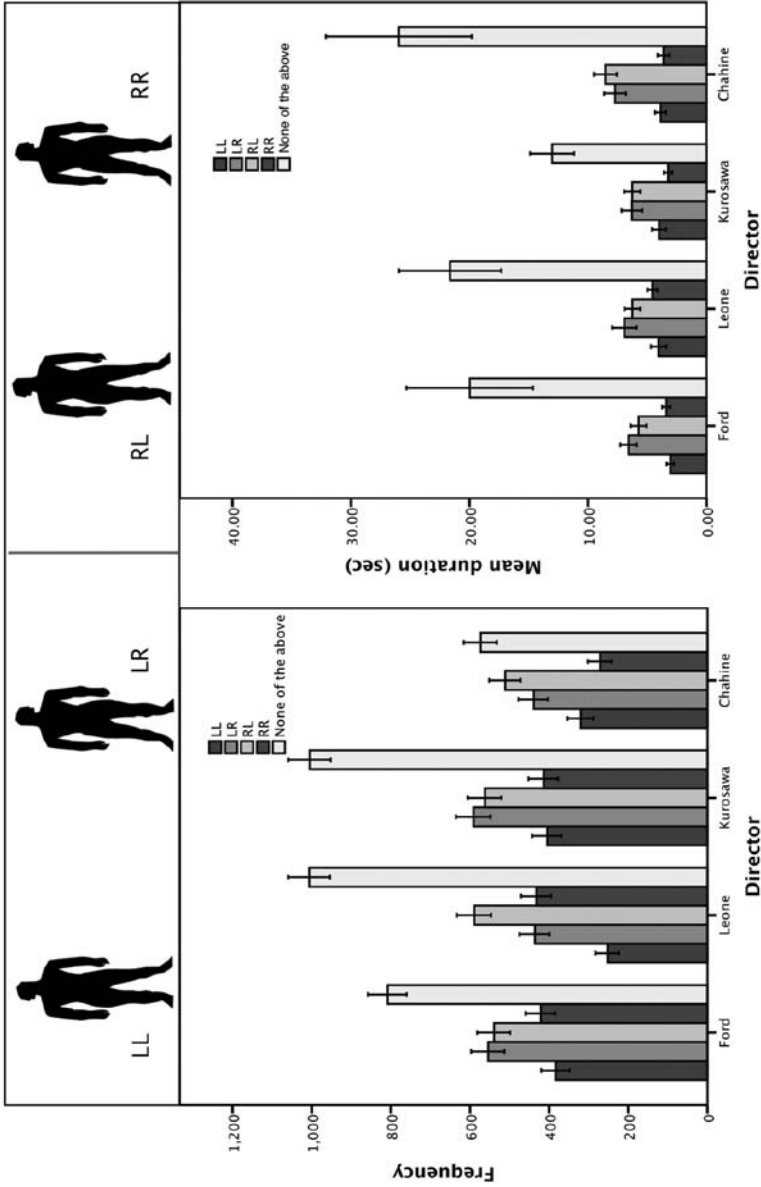 LL
LR
RL
RR
Frequency
1,200
1,000
800
600
400
200
0
LL
LR
RL
RR
None of the above
Ford
Leone
Kurosawa
Chahine
Director
Mean duration (sec)
40.00
30.00
20.00
10.00
0.00
LL
LR
RL
RR
None of the above
Ford
Leone
Kurosawa
Chahine
Director